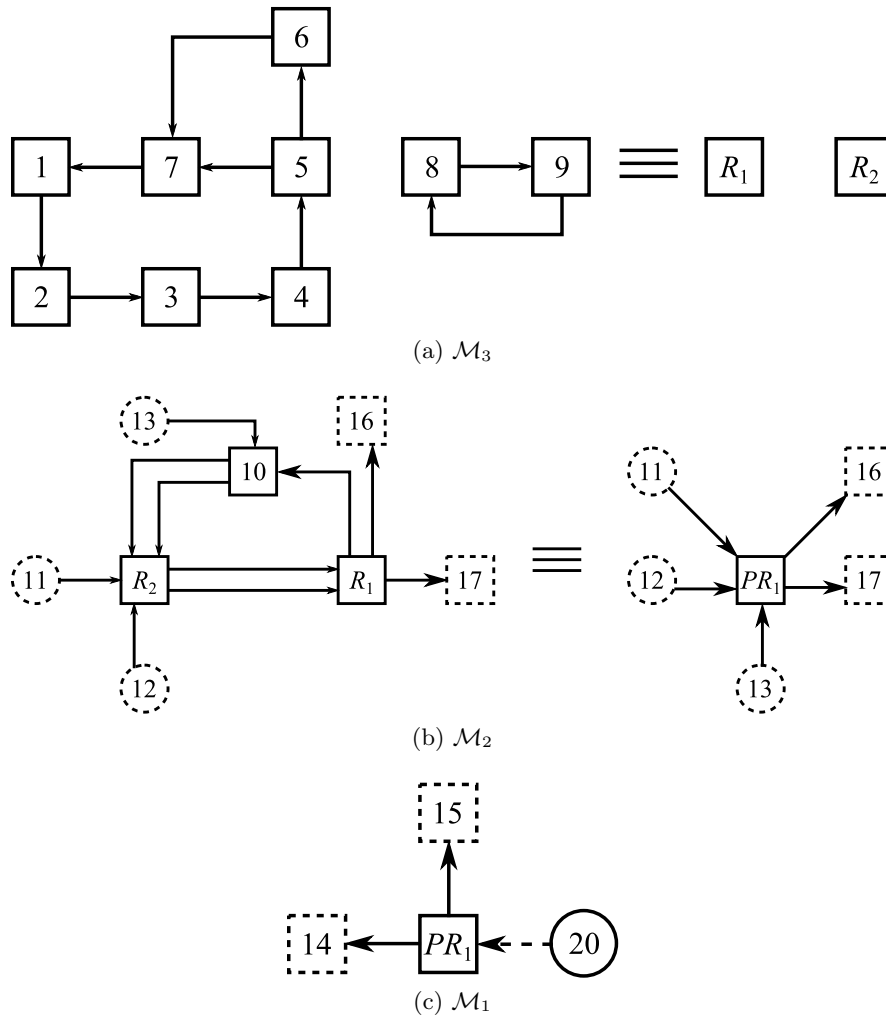 6
1 7 5 8 9 R₁ R₂
2 3 4
(a) ℳ₃
13 16
10
11 R₂ R₁ 17
12
11 16
12 PR₁ 17
13
(b) ℳ₂
15
14 PR₁ 20
(c) ℳ₁